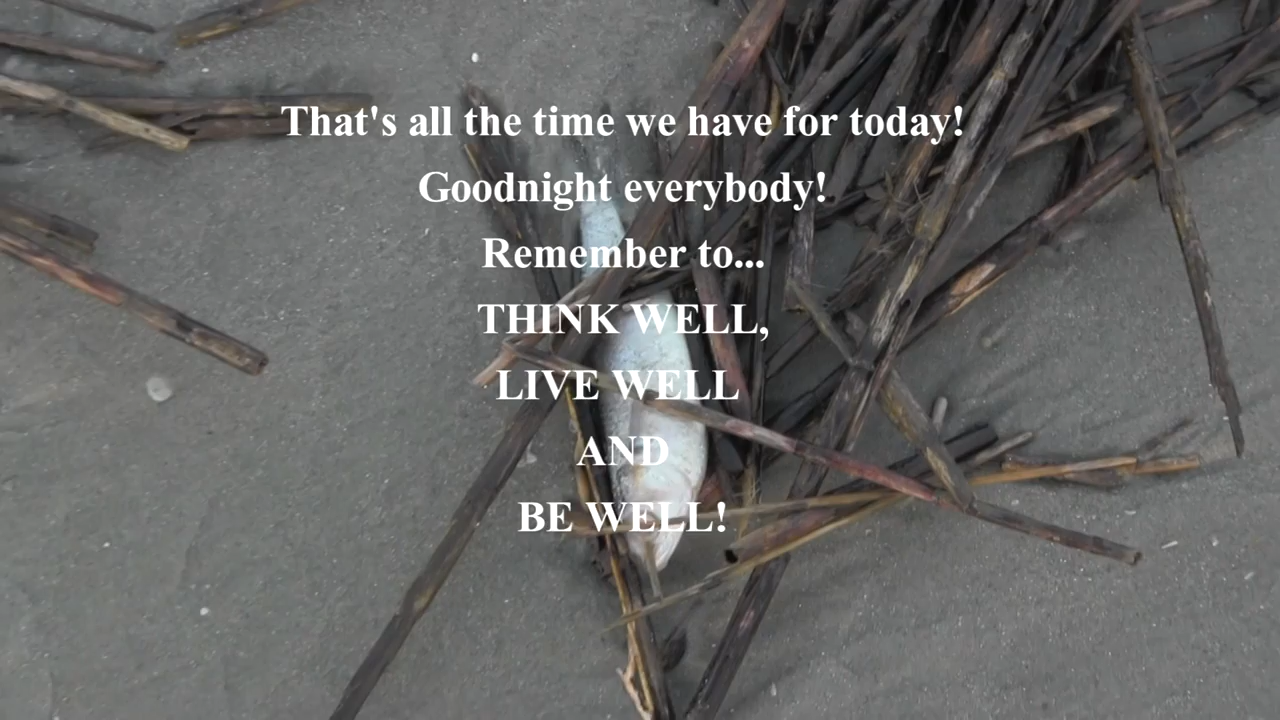 That's all the time we have for today!
Goodnight everybody!
Remember to...
THINK WELL,
LIVE WELL
AND
BE WELL!